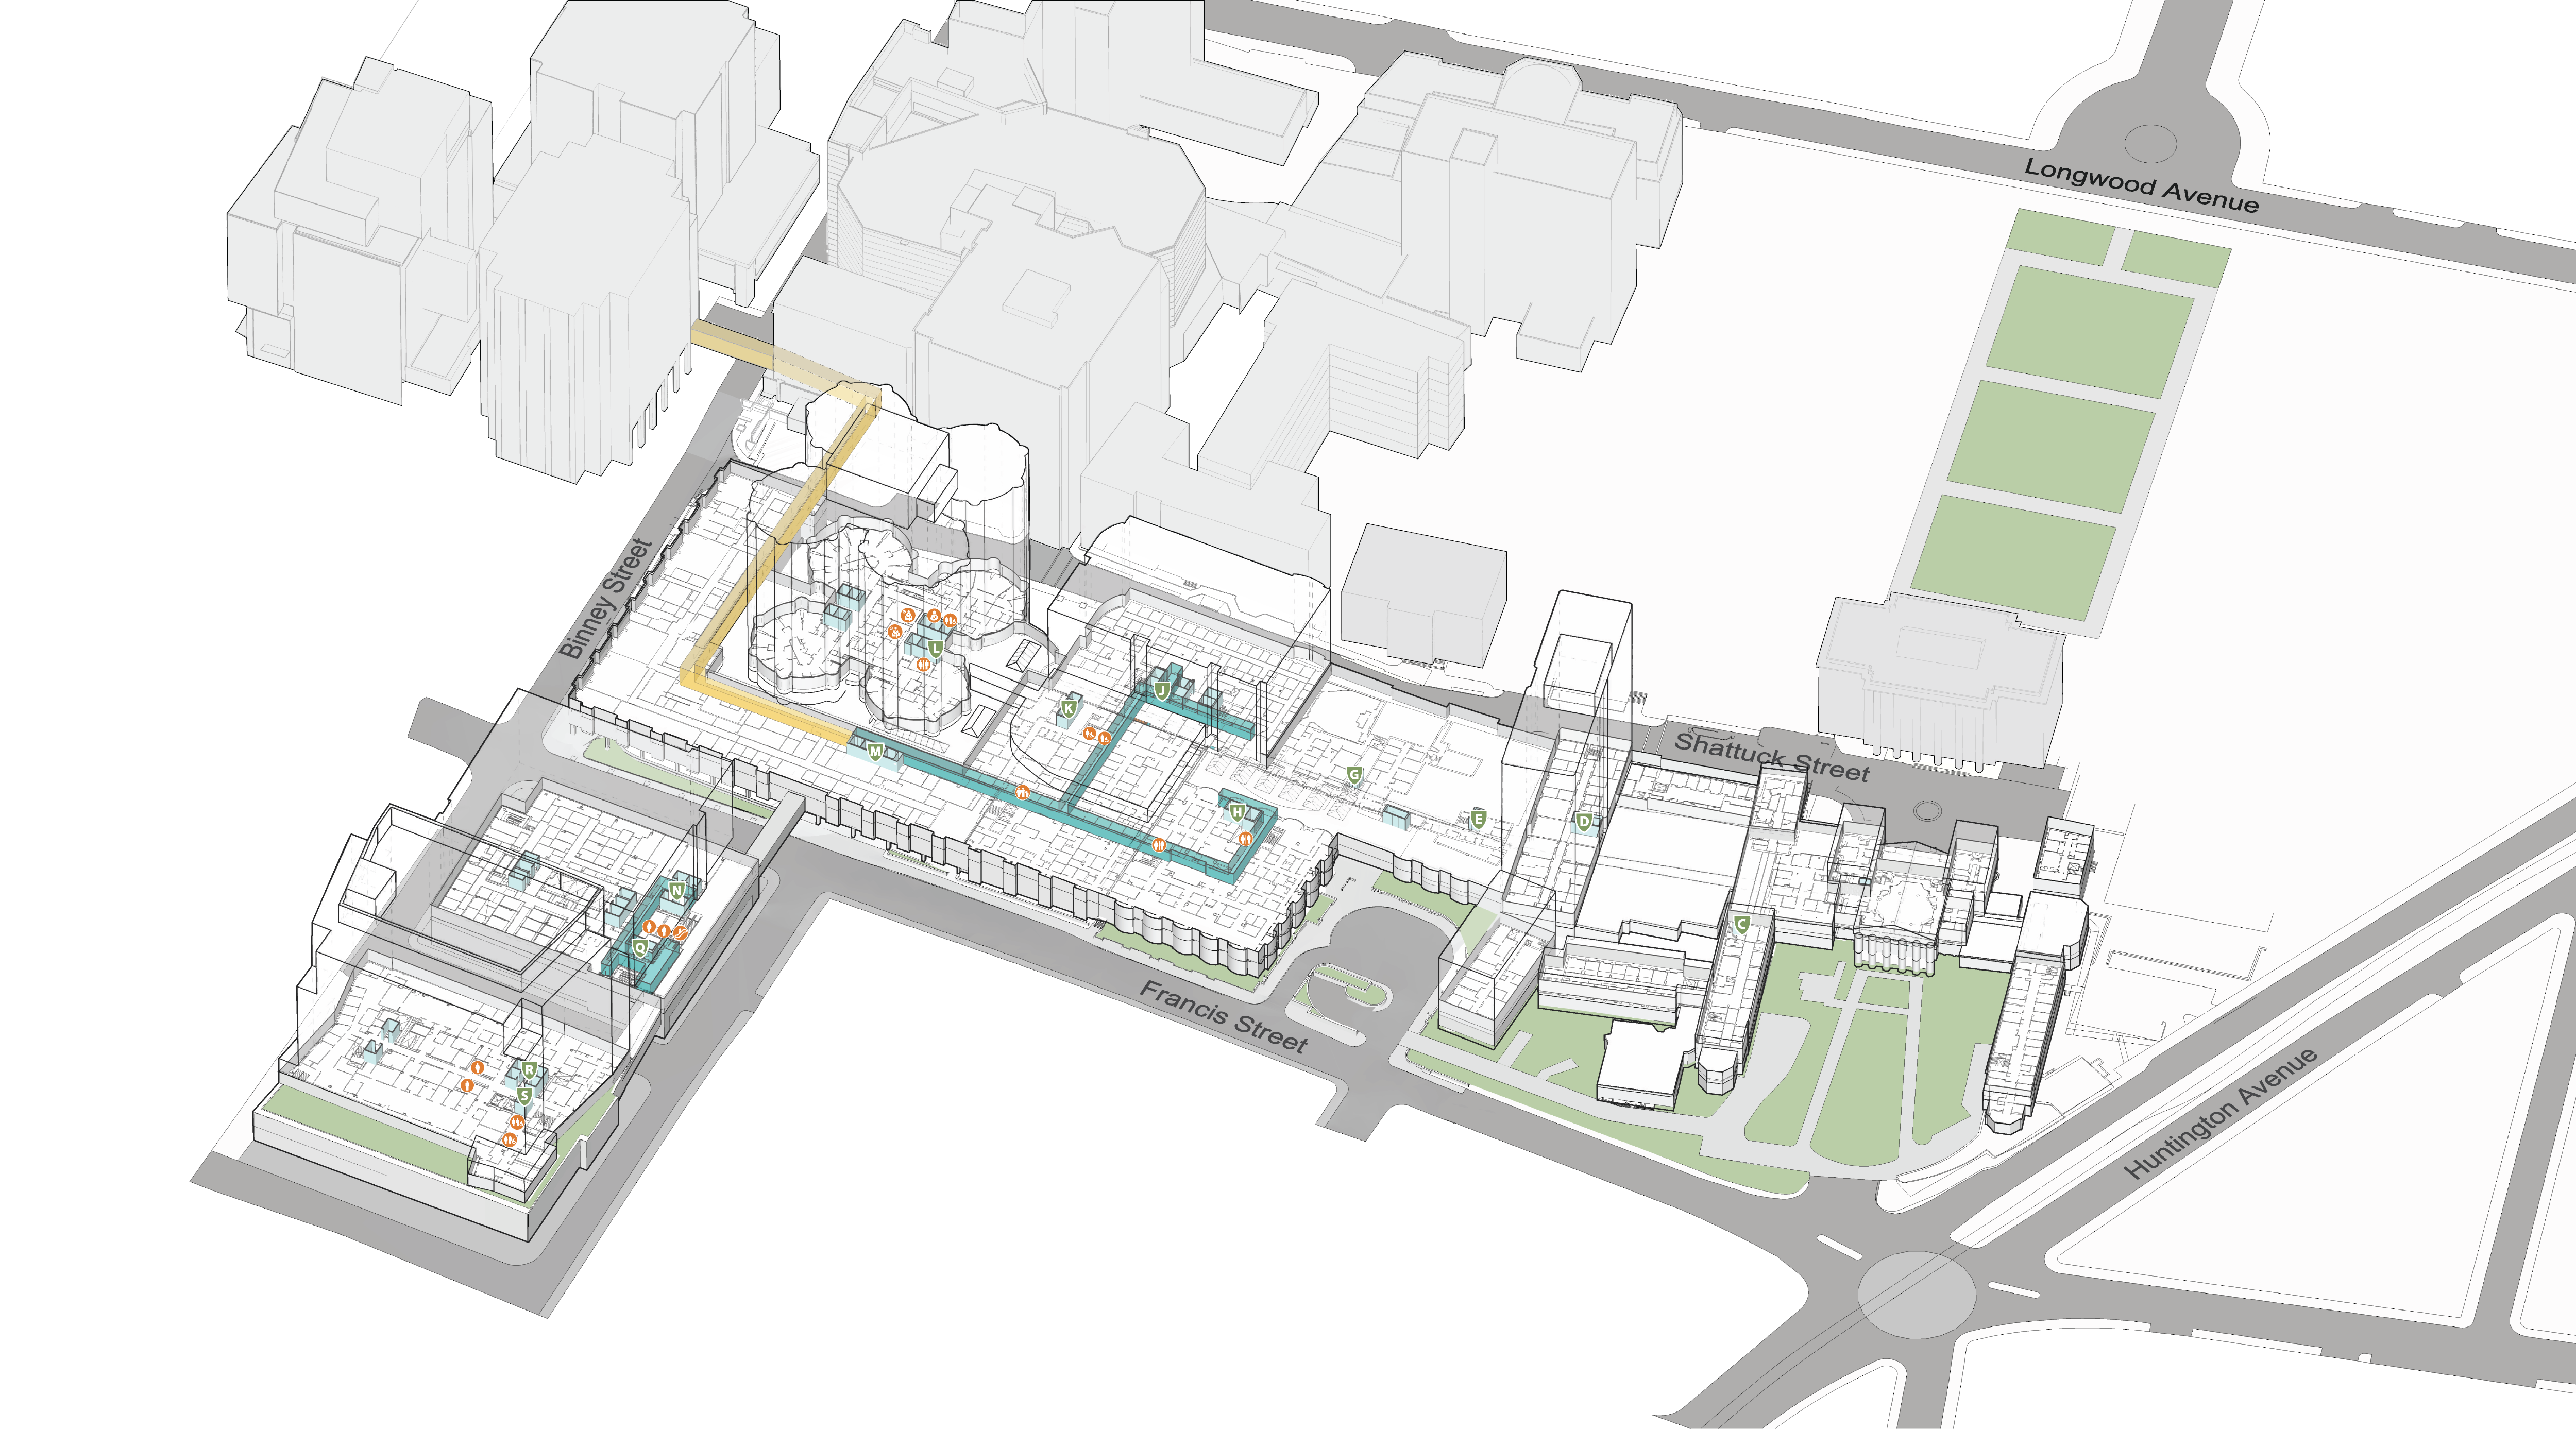 Longwood Avenue
Binney Street
L
J
K
M
G
H
E
D
Shattuck Street
N
C
Q
Francis Street
R
S
Huntington Avenue